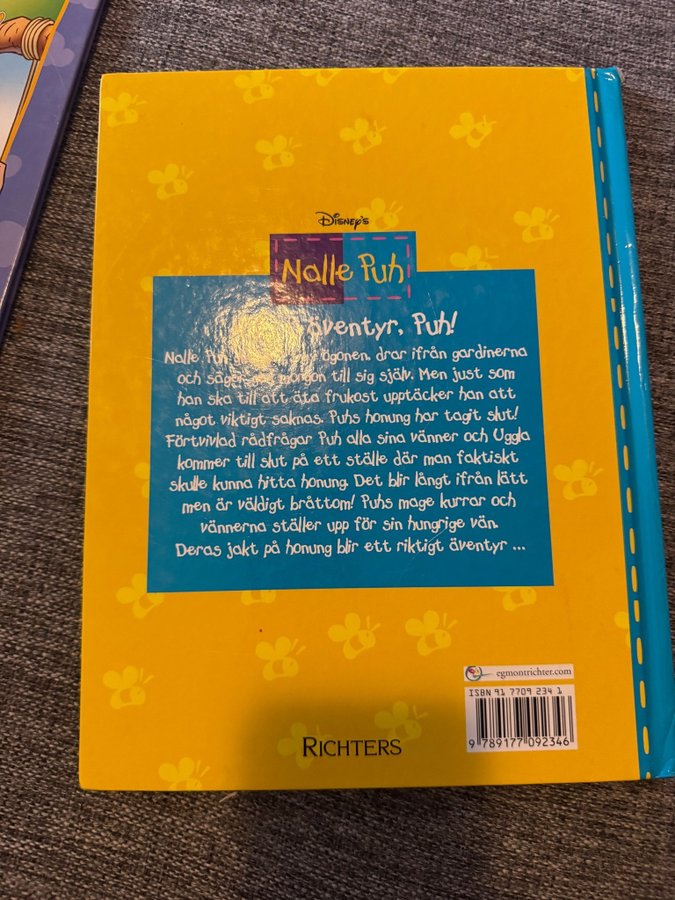 Disney's
Nalle Puh
äventyr, Puh!
Nalle Puh ögonen, drar ifrån gardinerna
och säger morgon till sig själv. Men just som
han ska till att äta frukost upptäcker han att
något viktigt saknas. Puhs honung har tagit slut!
Förtvivlad rådfrågar Puh alla sina vänner och Uggla
kommer till slut på ett ställe där man faktiskt
skulle kunna hitta honung. Det blir långt ifrån lätt
men är väldigt bråttom! Puhs mage kurrar och
vännerna ställer upp för sin hungrige vän.
Deras jakt på honung blir ett riktigt äventyr ...
egmontrichter.com
ISBN 91 7709 234 1
9 789177 092346
RICHTERS